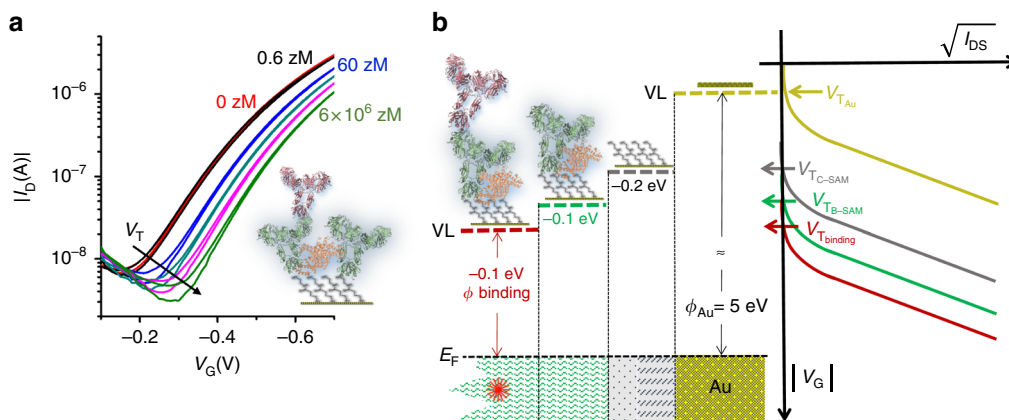 a
0.6 zM
60 zM
0 zM
6×10⁶ zM
V_T
10⁻⁶
10⁻⁷
10⁻⁸
|I_D(A)|
−0.2
−0.4
−0.6
V_G(V)
b
VL
−0.1 eV
ϕ binding
−0.1 eV
−0.2 eV
VL
≈
ϕ_Au = 5 eV
E_F
Au
√I_DS
V_T_Au
V_T_C–SAM
V_T_B–SAM
V_T_binding
|V_G|